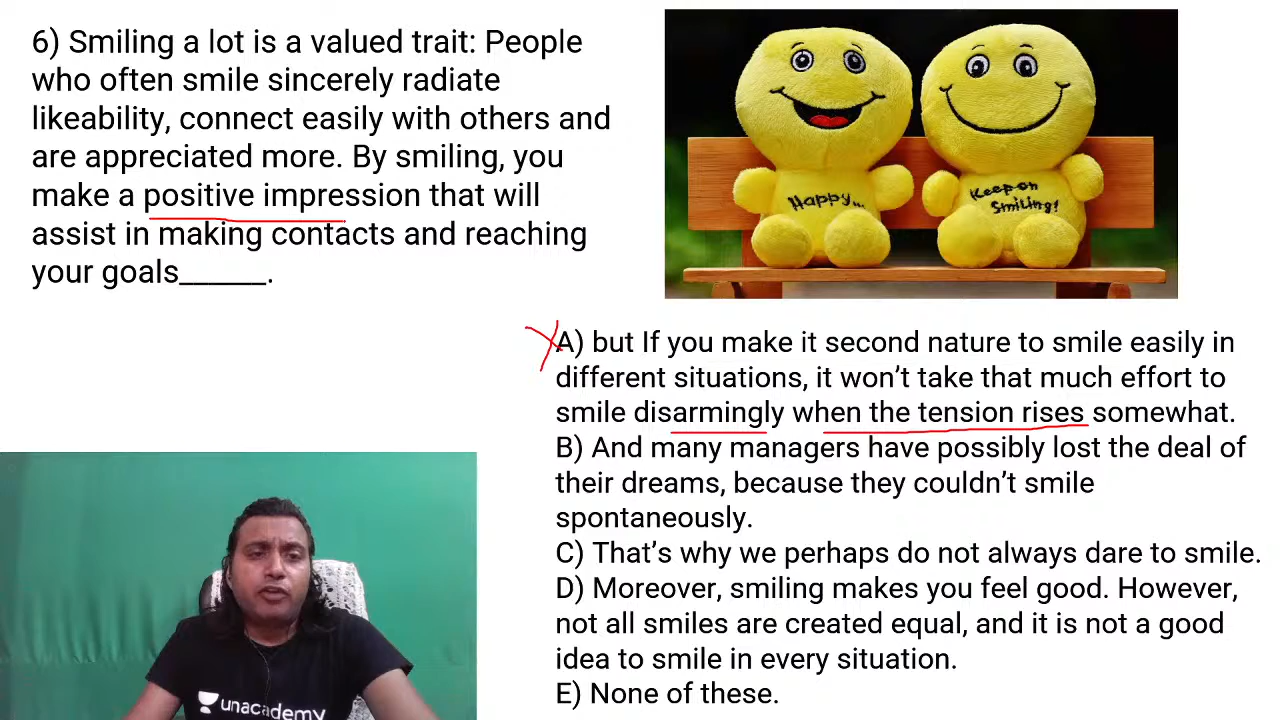 6) Smiling a lot is a valued trait: People
who often smile sincerely radiate
likeability, connect easily with others and
are appreciated more. By smiling, you
make a positive impression that will
assist in making contacts and reaching
your goals______.
Happy...
Keep on
Smiling!
A) but If you make it second nature to smile easily in
different situations, it won’t take that much effort to
smile disarmingly when the tension rises somewhat.
B) And many managers have possibly lost the deal of
their dreams, because they couldn’t smile
spontaneously.
C) That’s why we perhaps do not always dare to smile.
D) Moreover, smiling makes you feel good. However,
not all smiles are created equal, and it is not a good
idea to smile in every situation.
E) None of these.
unacademy